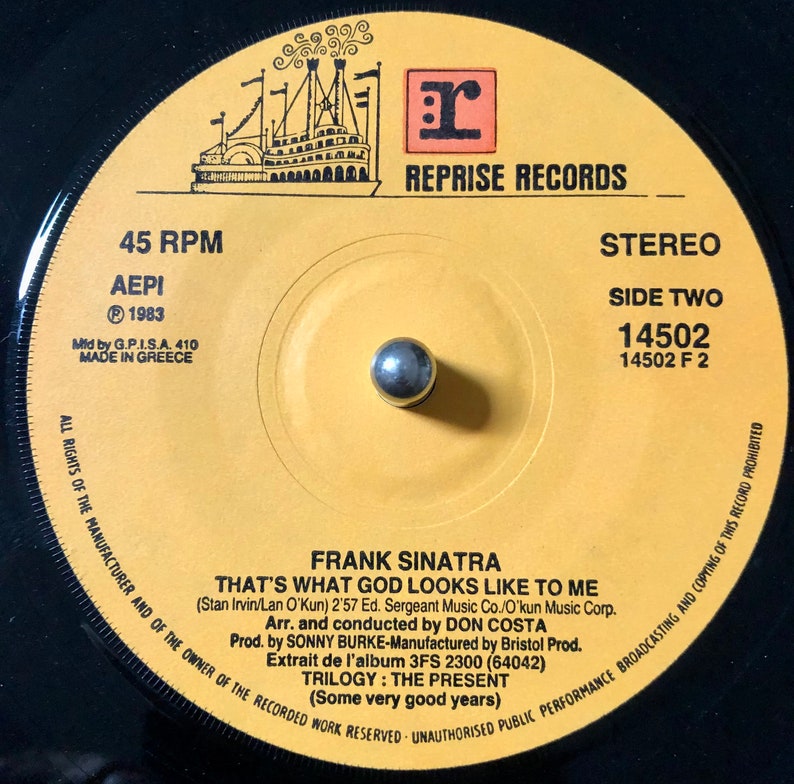 r
REPRISE RECORDS
45 RPM
STEREO
AEPI
℗ 1983
SIDE TWO
Mfd by G.P.I.S.A. 410
MADE IN GREECE
14502
14502 F 2
FRANK SINATRA
THAT'S WHAT GOD LOOKS LIKE TO ME
(Stan Irvin/Lan O'Kun) 2'57 Ed. Sergeant Music Co./O'kun Music Corp.
Arr. and conducted by DON COSTA
Prod. by SONNY BURKE-Manufactured by Bristol Prod.
Extrait de l'album 3FS 2300 (64042)
TRILOGY : THE PRESENT
(Some very good years)
ALL RIGHTS OF THE MANUFACTURER AND OF THE OWNER OF THE RECORDED WORK RESERVED · UNAUTHORISED PUBLIC PERFORMANCE BROADCASTING AND COPYING OF THIS RECORD PROHIBITED